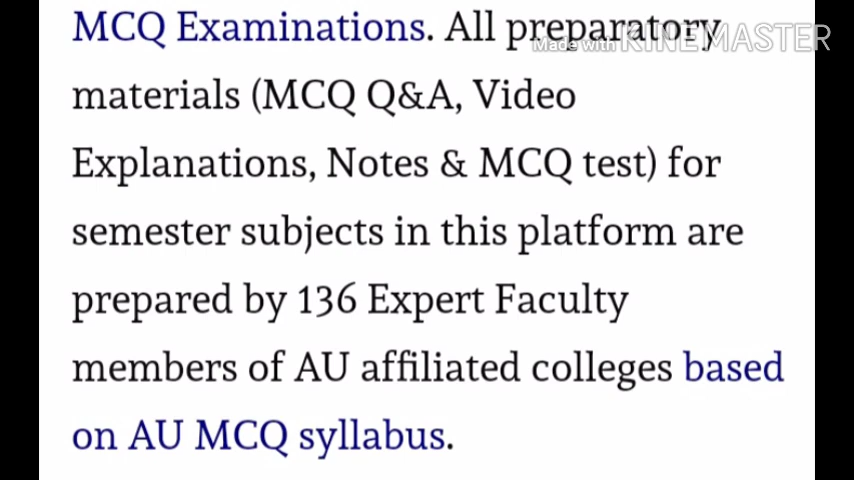 MCQ Examinations. All preparatory
Made with KINEMASTER
materials (MCQ Q&A, Video
Explanations, Notes & MCQ test) for
semester subjects in this platform are
prepared by 136 Expert Faculty
members of AU affiliated colleges based
on AU MCQ syllabus.